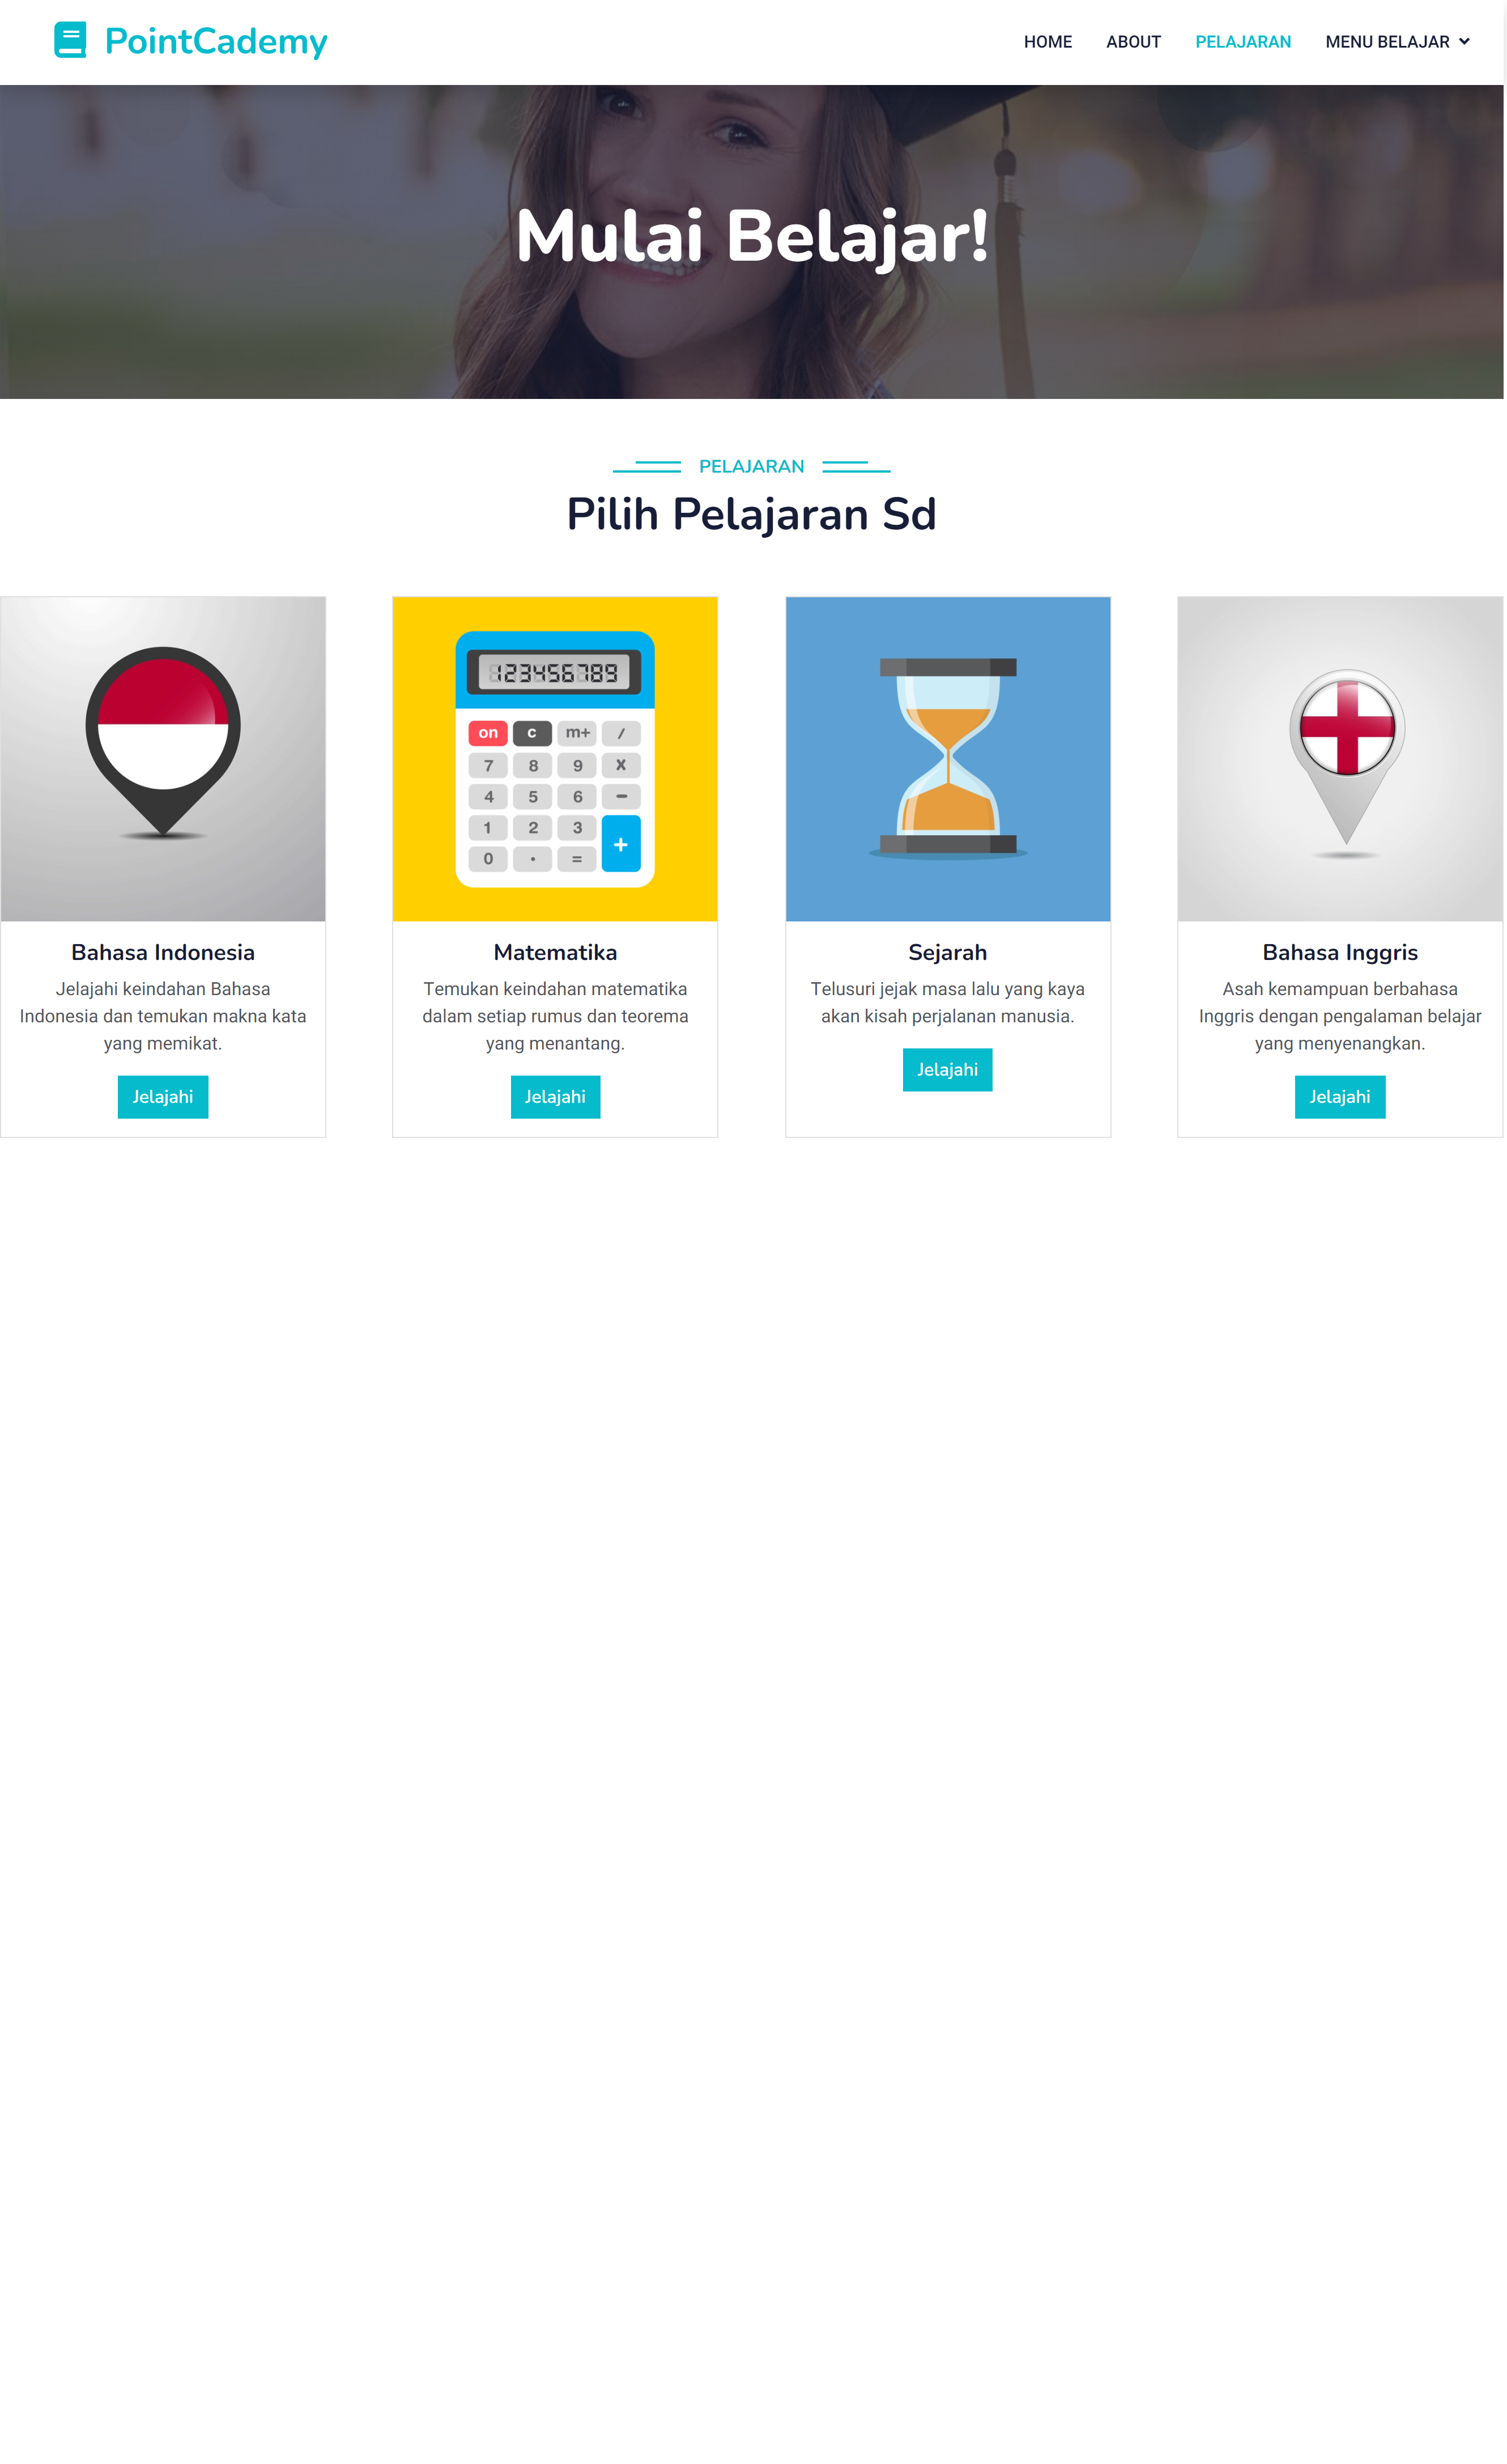 PointCademy
HOME
ABOUT
PELAJARAN
MENU BELAJAR
Mulai Belajar!
PELAJARAN
Pilih Pelajaran Sd
123456789
on
c
m+
/
7
8
9
x
4
5
6
-
1
2
3
+
0
.
=
Bahasa Indonesia
Jelajahi keindahan Bahasa
Indonesia dan temukan makna kata
yang memikat.
Jelajahi
Matematika
Temukan keindahan matematika
dalam setiap rumus dan teorema
yang menantang.
Jelajahi
Sejarah
Telusuri jejak masa lalu yang kaya
akan kisah perjalanan manusia.
Jelajahi
Bahasa Inggris
Asah kemampuan berbahasa
Inggris dengan pengalaman belajar
yang menyenangkan.
Jelajahi